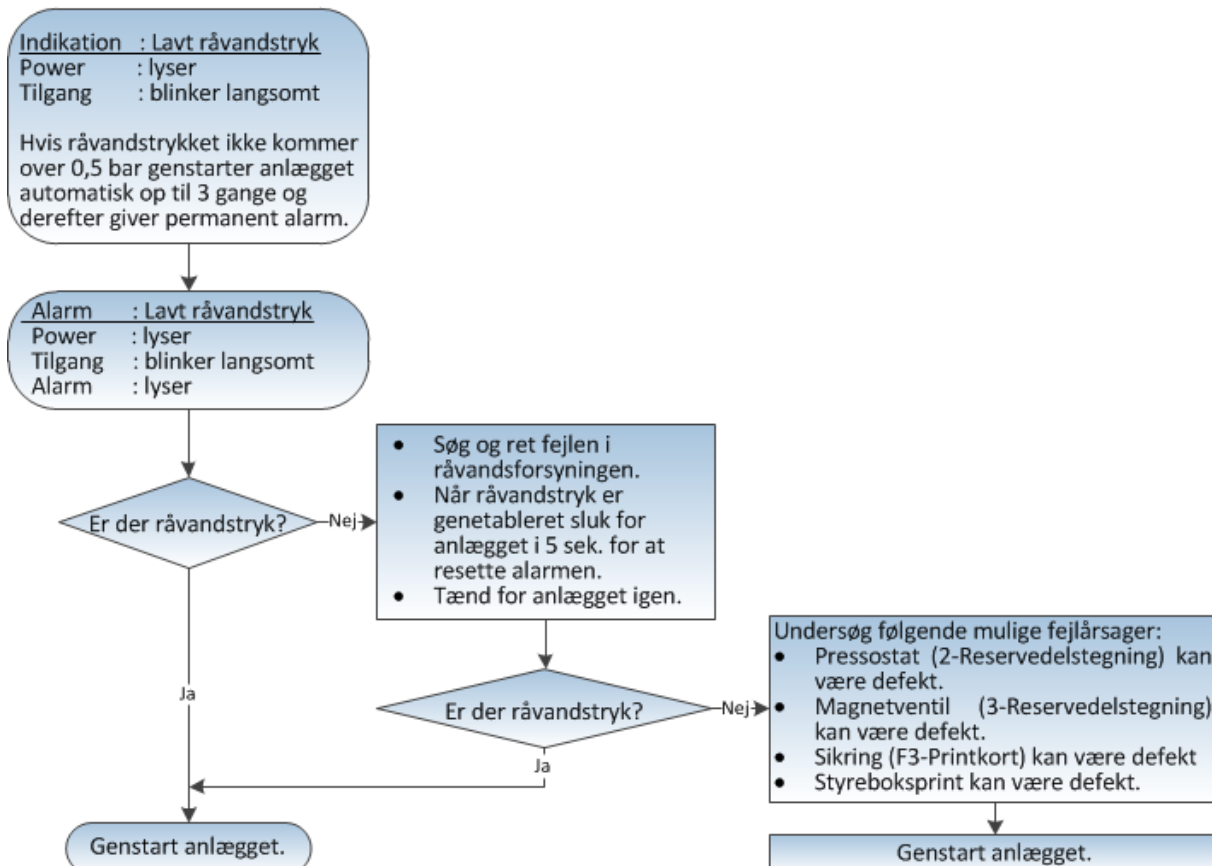 Indikation : Lavt råvandstryk
Power : lyser
Tilgang : blinker langsomt
Hvis råvandstrykket ikke kommer
over 0,5 bar genstarter anlægget
automatisk op til 3 gange og
derefter giver permanent alarm.
Alarm : Lavt råvandstryk
Power : lyser
Tilgang : blinker langsomt
Alarm : lyser
Er der råvandstryk?
Nej
• Søg og ret fejlen i
råvandsforsyningen.
• Når råvandstryk er
genetableret sluk for
anlægget i 5 sek. for at
resette alarmen.
• Tænd for anlægget igen.
Ja
Er der råvandstryk?
Nej
Undersøg følgende mulige fejlårsager:
• Pressostat (2-Reservedelstegning) kan
være defekt.
• Magnetventil (3-Reservedelstegning)
kan være defekt.
• Sikring (F3-Printkort) kan være defekt
• Styreboksprint kan være defekt.
Ja
Genstart anlægget.
Genstart anlægget.